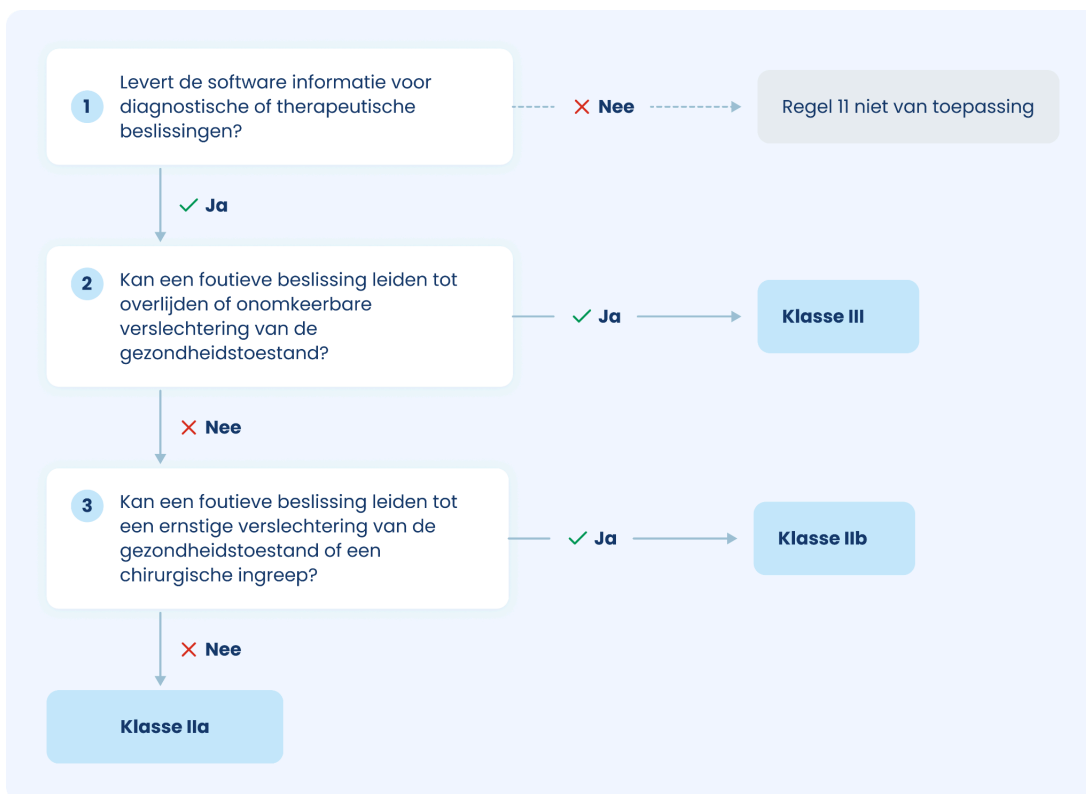 1
Levert de software informatie voor
diagnostische of therapeutische
beslissingen?
Nee
Regel 11 niet van toepassing
Ja
2
Kan een foutieve beslissing leiden tot
overlijden of onomkeerbare
verslechtering van de
gezondheidstoestand?
Ja
Klasse III
Nee
3
Kan een foutieve beslissing leiden tot
een ernstige verslechtering van de
gezondheidstoestand of een
chirurgische ingreep?
Ja
Klasse IIb
Nee
Klasse IIa